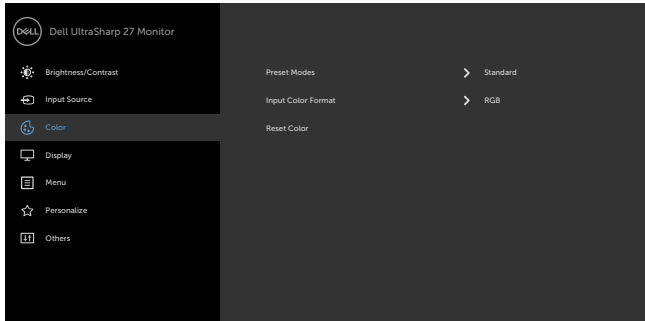 DELL
Dell UltraSharp 27 Monitor
Brightness/Contrast
Input Source
Color
Display
Menu
Personalize
Others
Preset Modes
Standard
Input Color Format
RGB
Reset Color